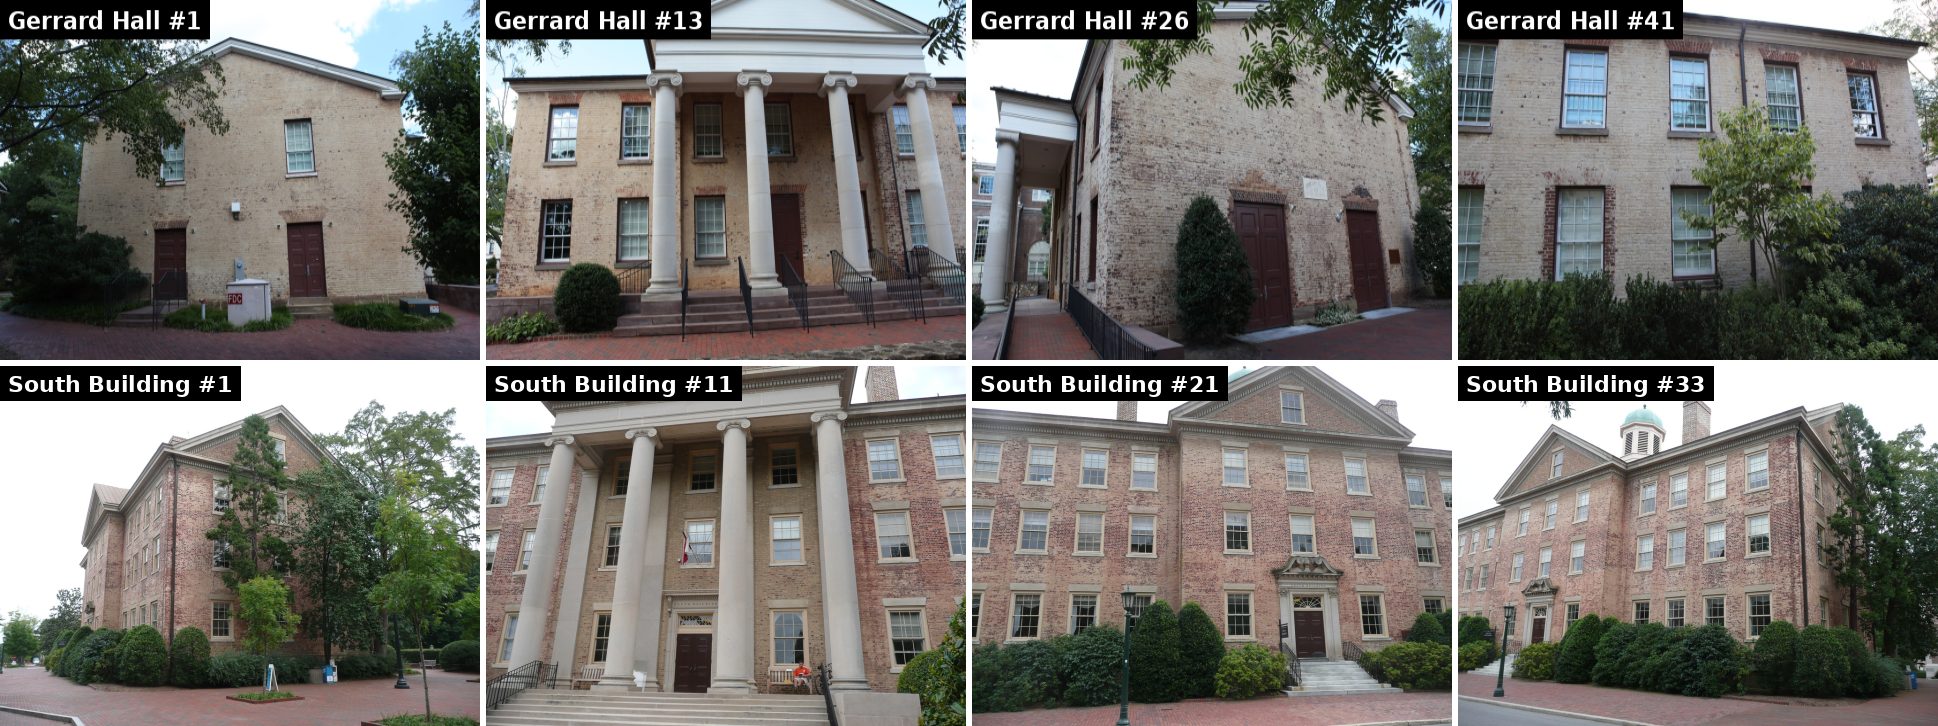 Gerrard Hall #1
Gerrard Hall #13
Gerrard Hall #26
Gerrard Hall #41
FDC
South Building #1
South Building #11
South Building #21
South Building #33